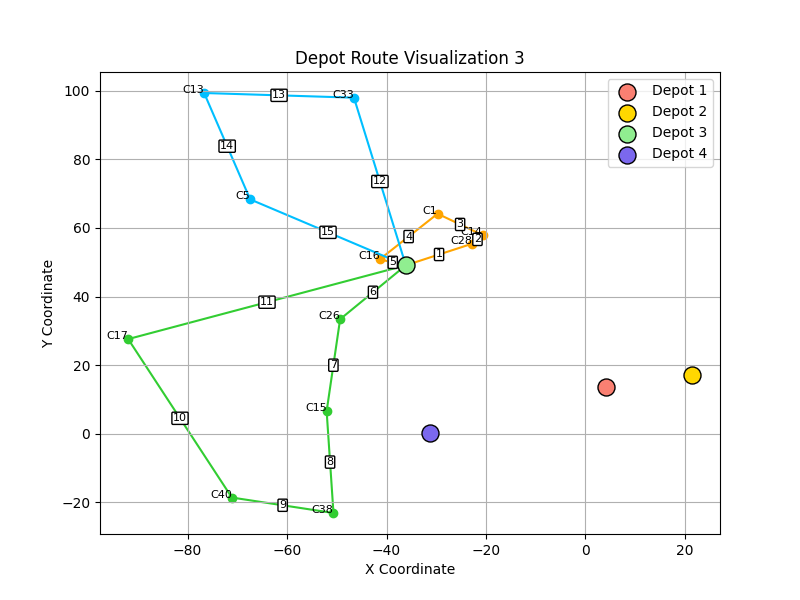 Depot Route Visualization 3
Depot 1
Depot 2
Depot 3
Depot 4
Y Coordinate
100
80
60
40
20
0
−20
C13
13
C33
14
12
C5
15
C1
3
C14
4
2
C28
C16
5
1
6
11
C26
C17
7
C15
10
8
C40
9
C38
−80
−60
−40
−20
0
20
X Coordinate